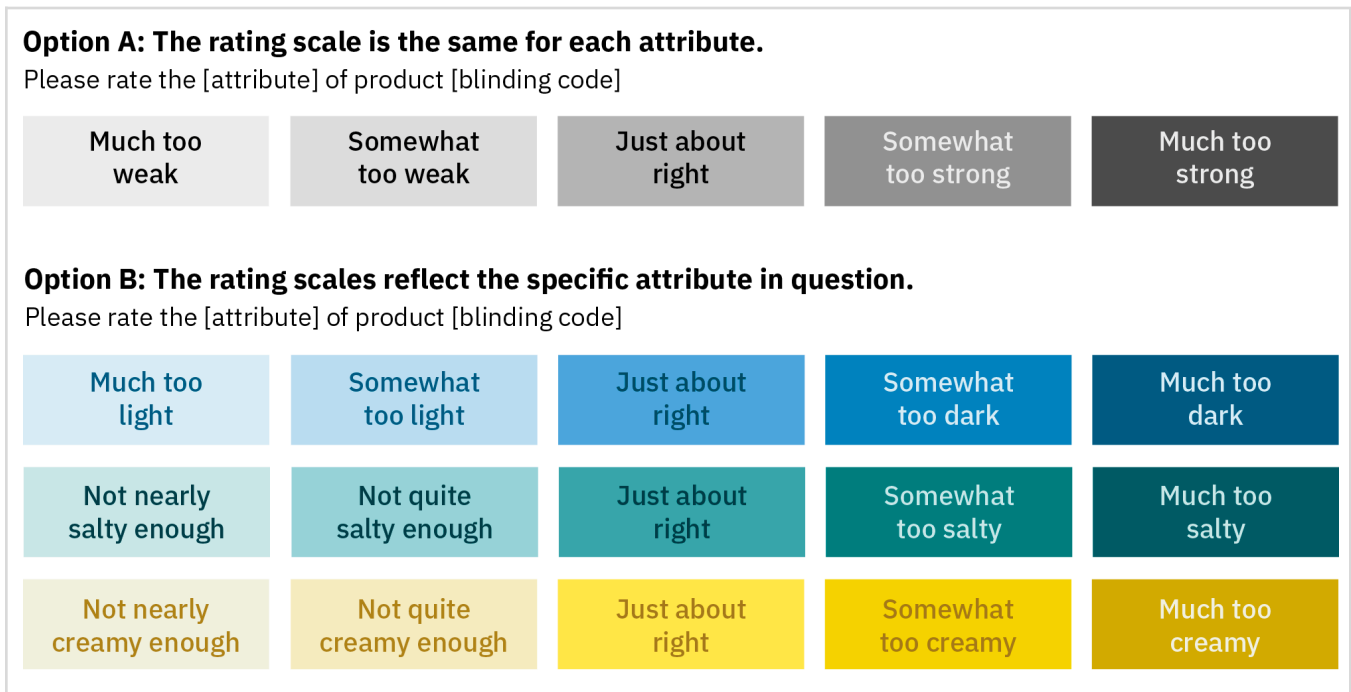 Option A: The rating scale is the same for each attribute.
Please rate the [attribute] of product [blinding code]
Much too
weak
Somewhat
too weak
Just about
right
Somewhat
too strong
Much too
strong
Option B: The rating scales reflect the specific attribute in question.
Please rate the [attribute] of product [blinding code]
Much too
light
Somewhat
too light
Just about
right
Somewhat
too dark
Much too
dark
Not nearly
salty enough
Not quite
salty enough
Just about
right
Somewhat
too salty
Much too
salty
Not nearly
creamy enough
Not quite
creamy enough
Just about
right
Somewhat
too creamy
Much too
creamy